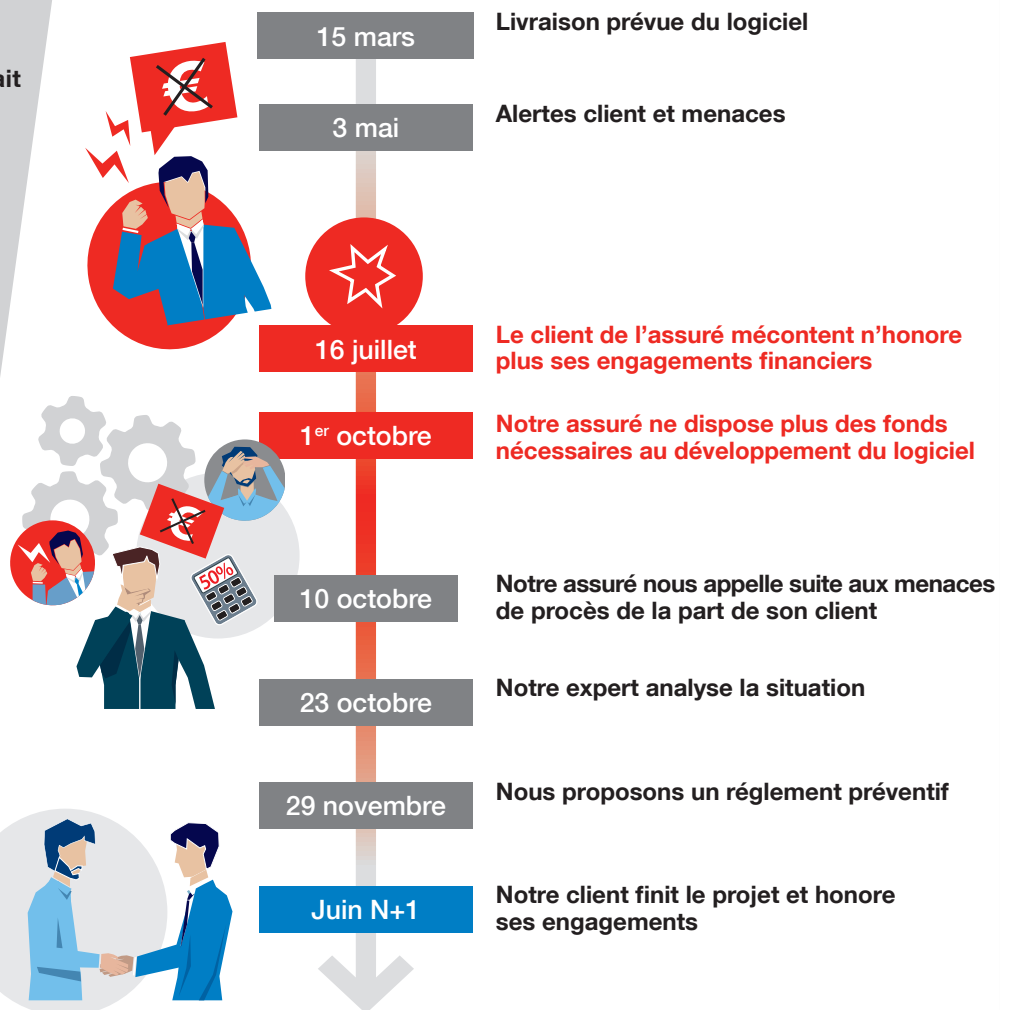 ait
15 mars
Livraison prévue du logiciel
3 mai
Alertes client et menaces
€
16 juillet
Le client de l’assuré mécontent n’honore
plus ses engagements financiers
1er octobre
Notre assuré ne dispose plus des fonds
nécessaires au développement du logiciel
€
50%
10 octobre
Notre assuré nous appelle suite aux menaces
de procès de la part de son client
23 octobre
Notre expert analyse la situation
29 novembre
Nous proposons un réglement préventif
Juin N+1
Notre client finit le projet et honore
ses engagements